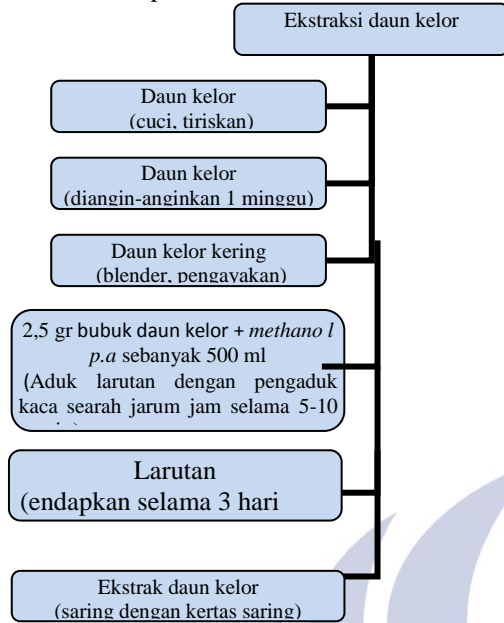 Ekstraksi daun kelor
Daun kelor
(cuci, tiriskan)
Daun kelor
(diangin-anginkan 1 minggu)
Daun kelor kering
(blender, pengayakan)
2,5 gr bubuk daun kelor + methano l
p.a sebanyak 500 ml
(Aduk larutan dengan pengaduk
kaca searah jarum jam selama 5-10
Larutan
(endapkan selama 3 hari
Ekstrak daun kelor
(saring dengan kertas saring)